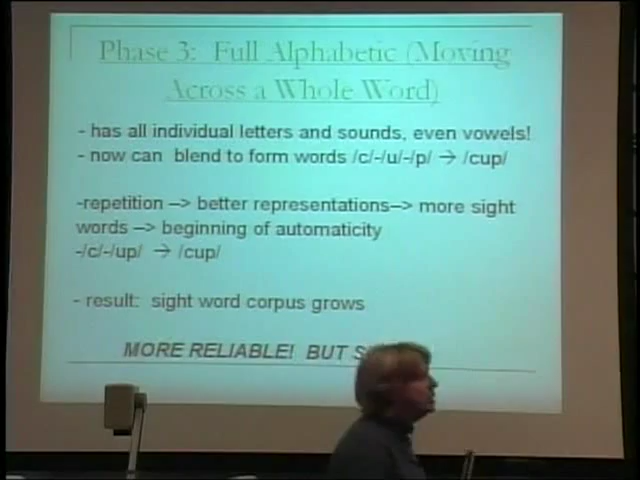 Phase 3: Full Alphabetic (Moving
Across a Whole Word)
- has all individual letters and sounds, even vowels!
- now can blend to form words /c/-/u/-/p/ → /cup/
-repetition –> better representations–> more sight
words –> beginning of automaticity
-/c/-/up/ → /cup/
- result: sight word corpus grows
MORE RELIABLE! BUT